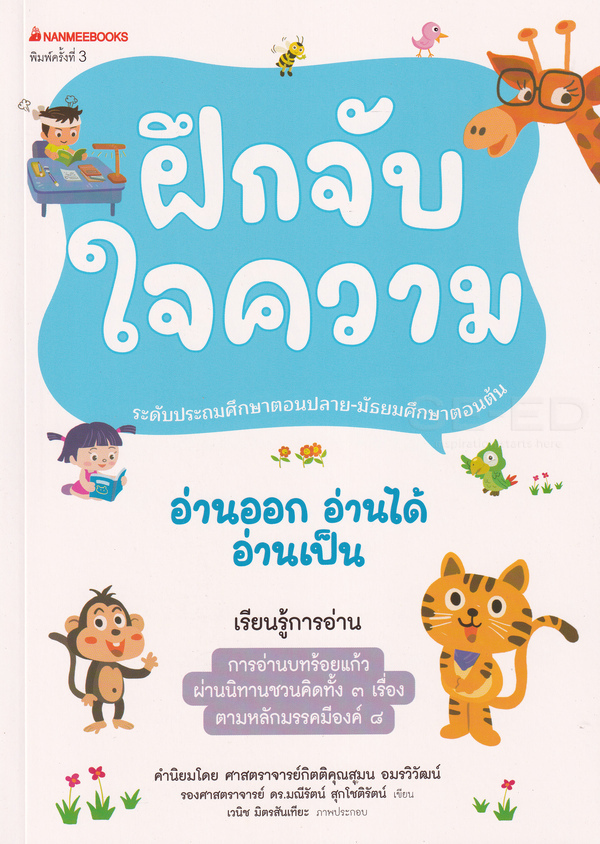 NANMEEBOOKS
พิมพ์ครั้งที่ 3
ฝึกจับ
ใจความ
ระดับประถมศึกษาตอนปลาย-มัธยมศึกษาตอนต้น
SE-ED
อ่านออก อ่านได้
อ่านเป็น
เรียนรู้การอ่าน
การอ่านบทร้อยแก้ว
ผ่านนิทานชวนคิดทั้ง ๓ เรื่อง
ตามหลักมรรคมีองค์ ๘
คำนิยมโดย ศาสตราจารย์กิตติคุณสุมน อมรวิวัฒน์
รองศาสตราจารย์ ดร.มณีรัตน์ สุกโชติรัตน์ เขียน
เวนิช มิตรสันเทียะ ภาพประกอบ